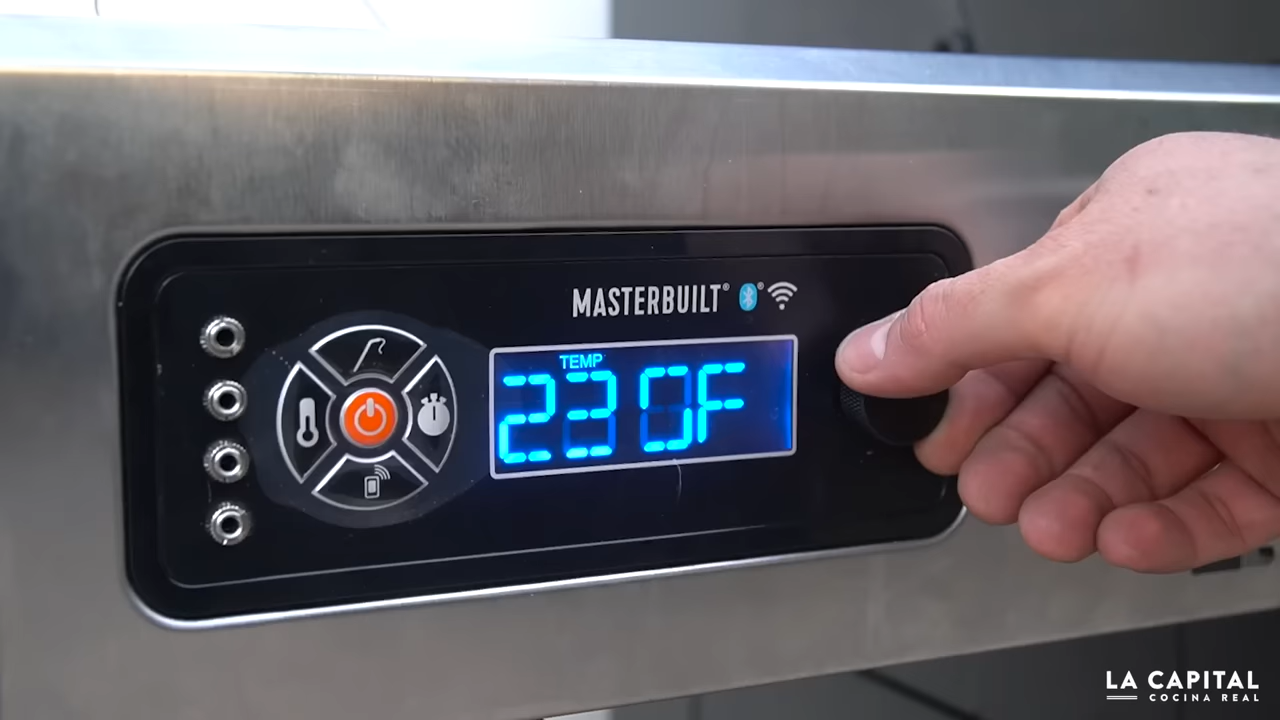 MASTERBUILT®
TEMP
230F
LA CAPITAL
COCINA REAL